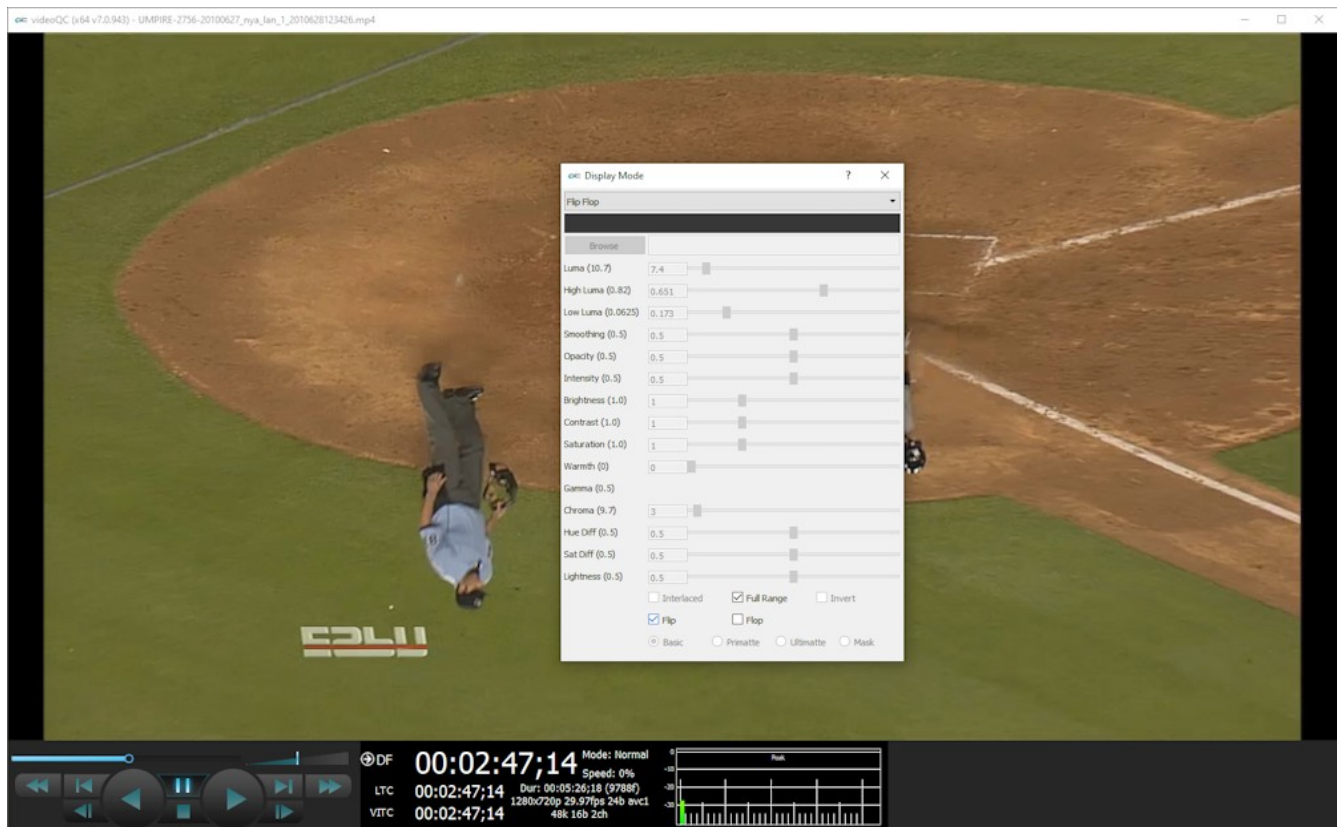 videoQC (x64 v7.0.943) - UMPIRE-2756-20100627_nya_lan_1_2010628123426.mp4
Display Mode ?
Flip Flop
Browse
Luma (10.7) 7.4
High Luma (0.82) 0.651
Low Luma (0.0625) 0.173
Smoothing (0.5) 0.5
Opacity (0.5) 0.5
Intensity (0.5) 0.5
Brightness (1.0) 1
Contrast (1.0) 1
Saturation (1.0) 1
Warmth (0) 0
Gamma (0.5)
Chroma (9.7) 3
Hue Diff (0.5) 0.5
Sat Diff (0.5) 0.5
Lightness (0.5) 0.5
Interlaced Full Range Invert
Flip Flop
Basic Primatte Ultimatte Mask
ESPN
DF 00:02:47;14 Mode: Normal
Speed: 0%
LTC 00:02:47;14 Dur: 00:05:26;18 (9788f)
1280x720p 29.97fps 24b avc1
VITC 00:02:47;14 48k 16b 2ch
Peak
0
-10
-20
-30